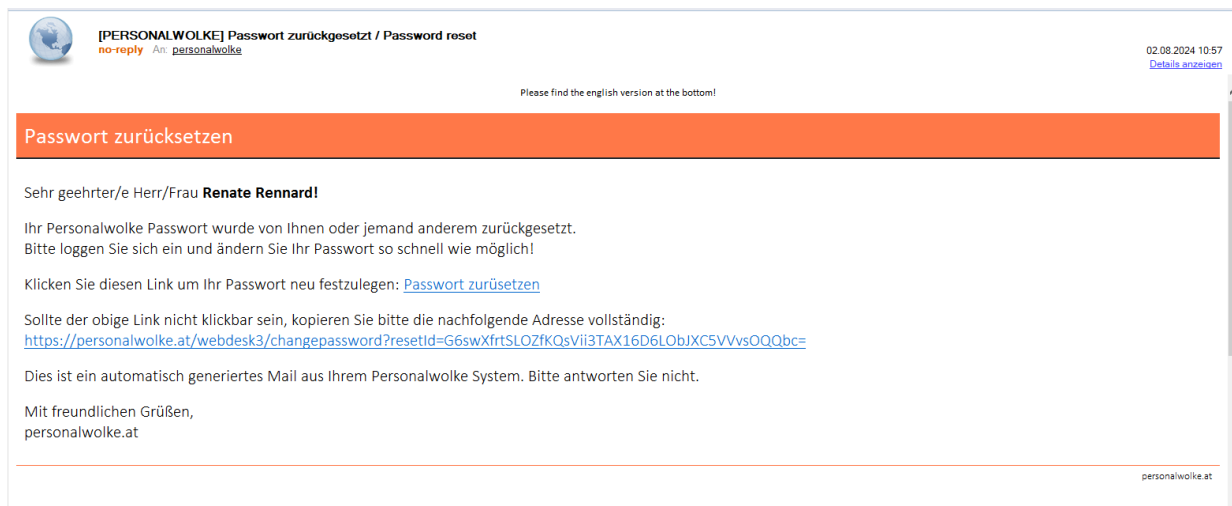 [PERSONALWOLKE] Passwort zurückgesetzt / Password reset
no-reply An: personalwolke
02.08.2024 10:57
Details anzeigen
Please find the english version at the bottom!
Passwort zurücksetzen
Sehr geehrter/e Herr/Frau Renate Rennard!
Ihr Personalwolke Passwort wurde von Ihnen oder jemand anderem zurückgesetzt.
Bitte loggen Sie sich ein und ändern Sie Ihr Passwort so schnell wie möglich!
Klicken Sie diesen Link um Ihr Passwort neu festzulegen: Passwort zurüsetzen
Sollte der obige Link nicht klickbar sein, kopieren Sie bitte die nachfolgende Adresse vollständig:
https://personalwolke.at/webdesk3/changepassword?resetId=G6swXfrtSLOZfKQsVii3TAX16D6LObJXC5VVvsOQQbc=
Dies ist ein automatisch generiertes Mail aus Ihrem Personalwolke System. Bitte antworten Sie nicht.
Mit freundlichen Grüßen,
personalwolke.at
personalwolke.at